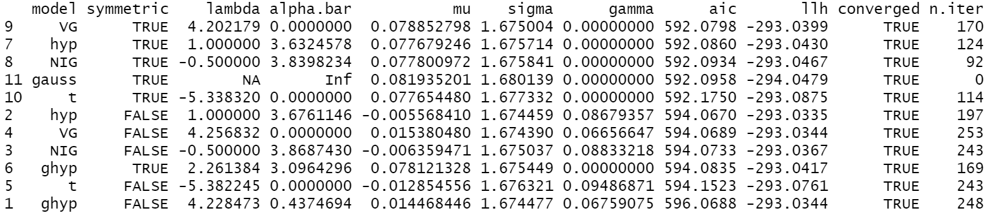 model symmetric lambda alpha.bar mu sigma gamma aic llh converged n.iter
9 VG TRUE 4.202179 0.0000000 0.078852798 1.675004 0.00000000 592.0798 -293.0399 TRUE 170
7 hyp TRUE 1.000000 3.6324578 0.077679246 1.675714 0.00000000 592.0860 -293.0430 TRUE 124
8 NIG TRUE -0.500000 3.8398234 0.077800972 1.675841 0.00000000 592.0934 -293.0467 TRUE 92
11 gauss TRUE NA Inf 0.081935201 1.680139 0.00000000 592.0958 -294.0479 TRUE 0
10 t TRUE -5.338320 0.0000000 0.077654480 1.677332 0.00000000 592.1750 -293.0875 TRUE 114
2 hyp FALSE 1.000000 3.6761146 -0.005568410 1.674459 0.08679357 594.0670 -293.0335 TRUE 197
4 VG FALSE 4.256832 0.0000000 0.015380480 1.674390 0.06656647 594.0689 -293.0344 TRUE 253
3 NIG FALSE -0.500000 3.8687430 -0.006359471 1.675037 0.08833218 594.0733 -293.0367 TRUE 243
6 ghyp TRUE 2.261384 3.0964296 0.078121328 1.675449 0.00000000 594.0835 -293.0417 TRUE 169
5 t FALSE -5.382245 0.0000000 -0.012854556 1.676321 0.09486871 594.1523 -293.0761 TRUE 243
1 ghyp FALSE 4.228473 0.4374694 0.014468446 1.674477 0.06759075 596.0688 -293.0344 TRUE 248